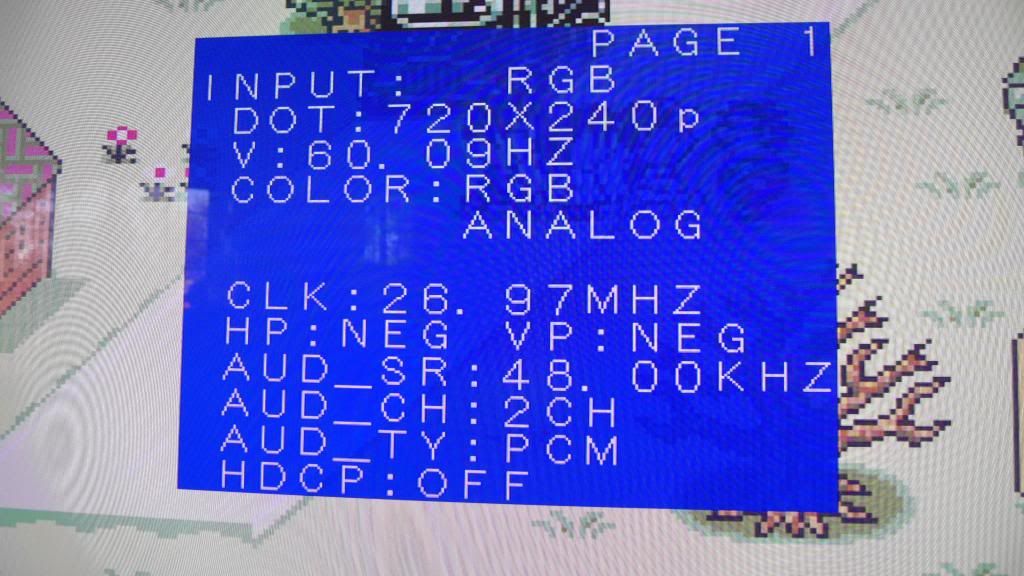 PAGE 1
INPUT: RGB
DOT:720X240p
V:60.09HZ
COLOR:RGB
ANALOG
CLK:26.97MHZ
HP:NEG VP:NEG
AUD_SR:48.00KHZ
AUD_CH:2CH
AUD_TY:PCM
HDCP:OFF